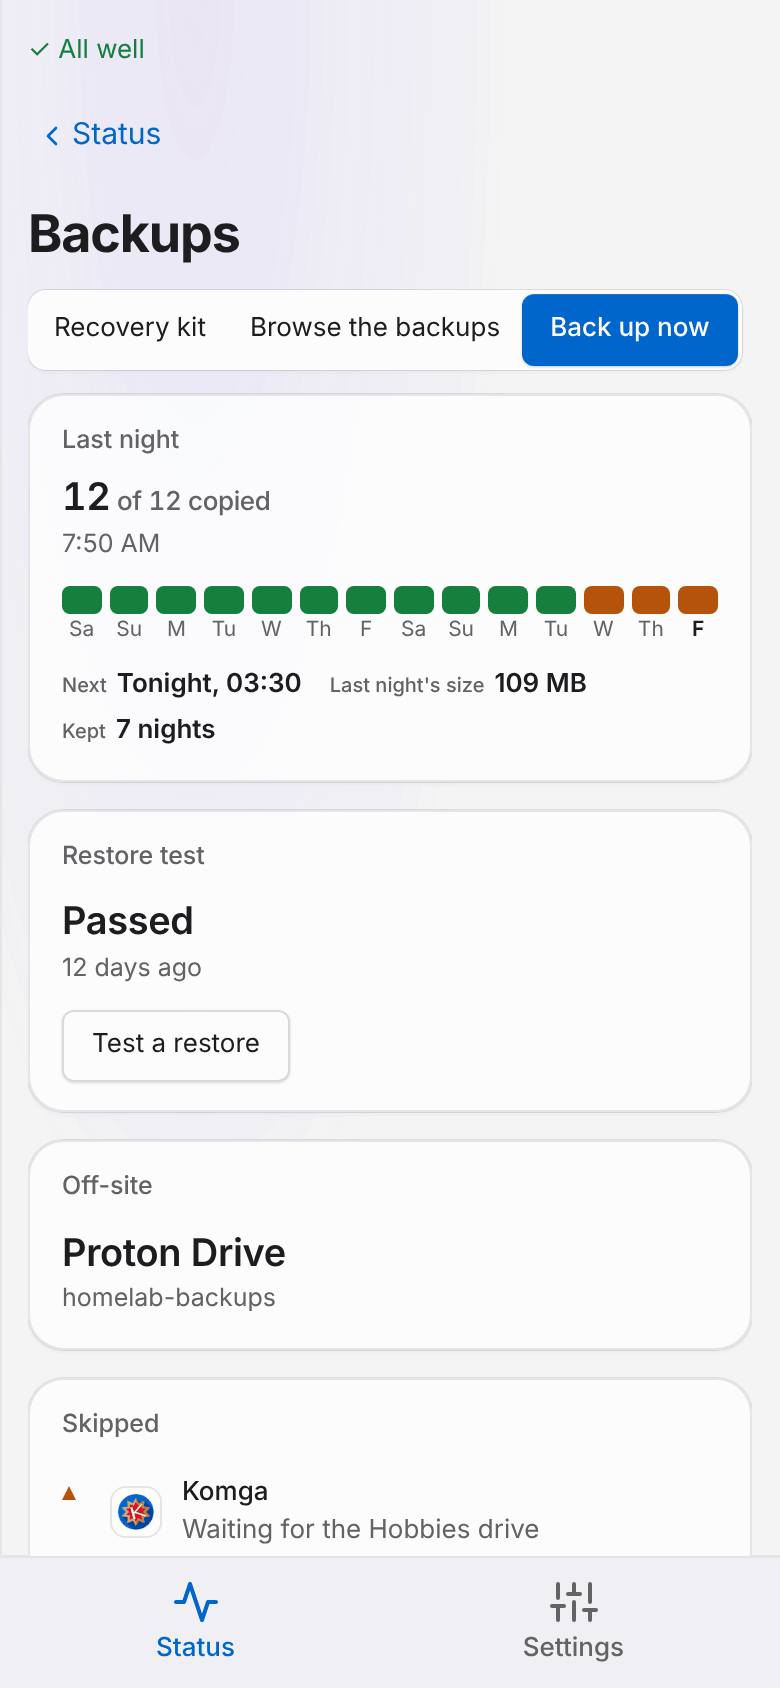 All well
Status
Backups
Recovery kit Browse the backups Back up now
Last night
12 of 12 copied
7:50 AM
Sa Su M Tu W Th F Sa Su M Tu W Th F
Next Tonight, 03:30 Last night's size 109 MB
Kept 7 nights
Restore test
Passed
12 days ago
Test a restore
Off-site
Proton Drive
homelab-backups
Skipped
Komga
K
Waiting for the Hobbies drive
Status Settings